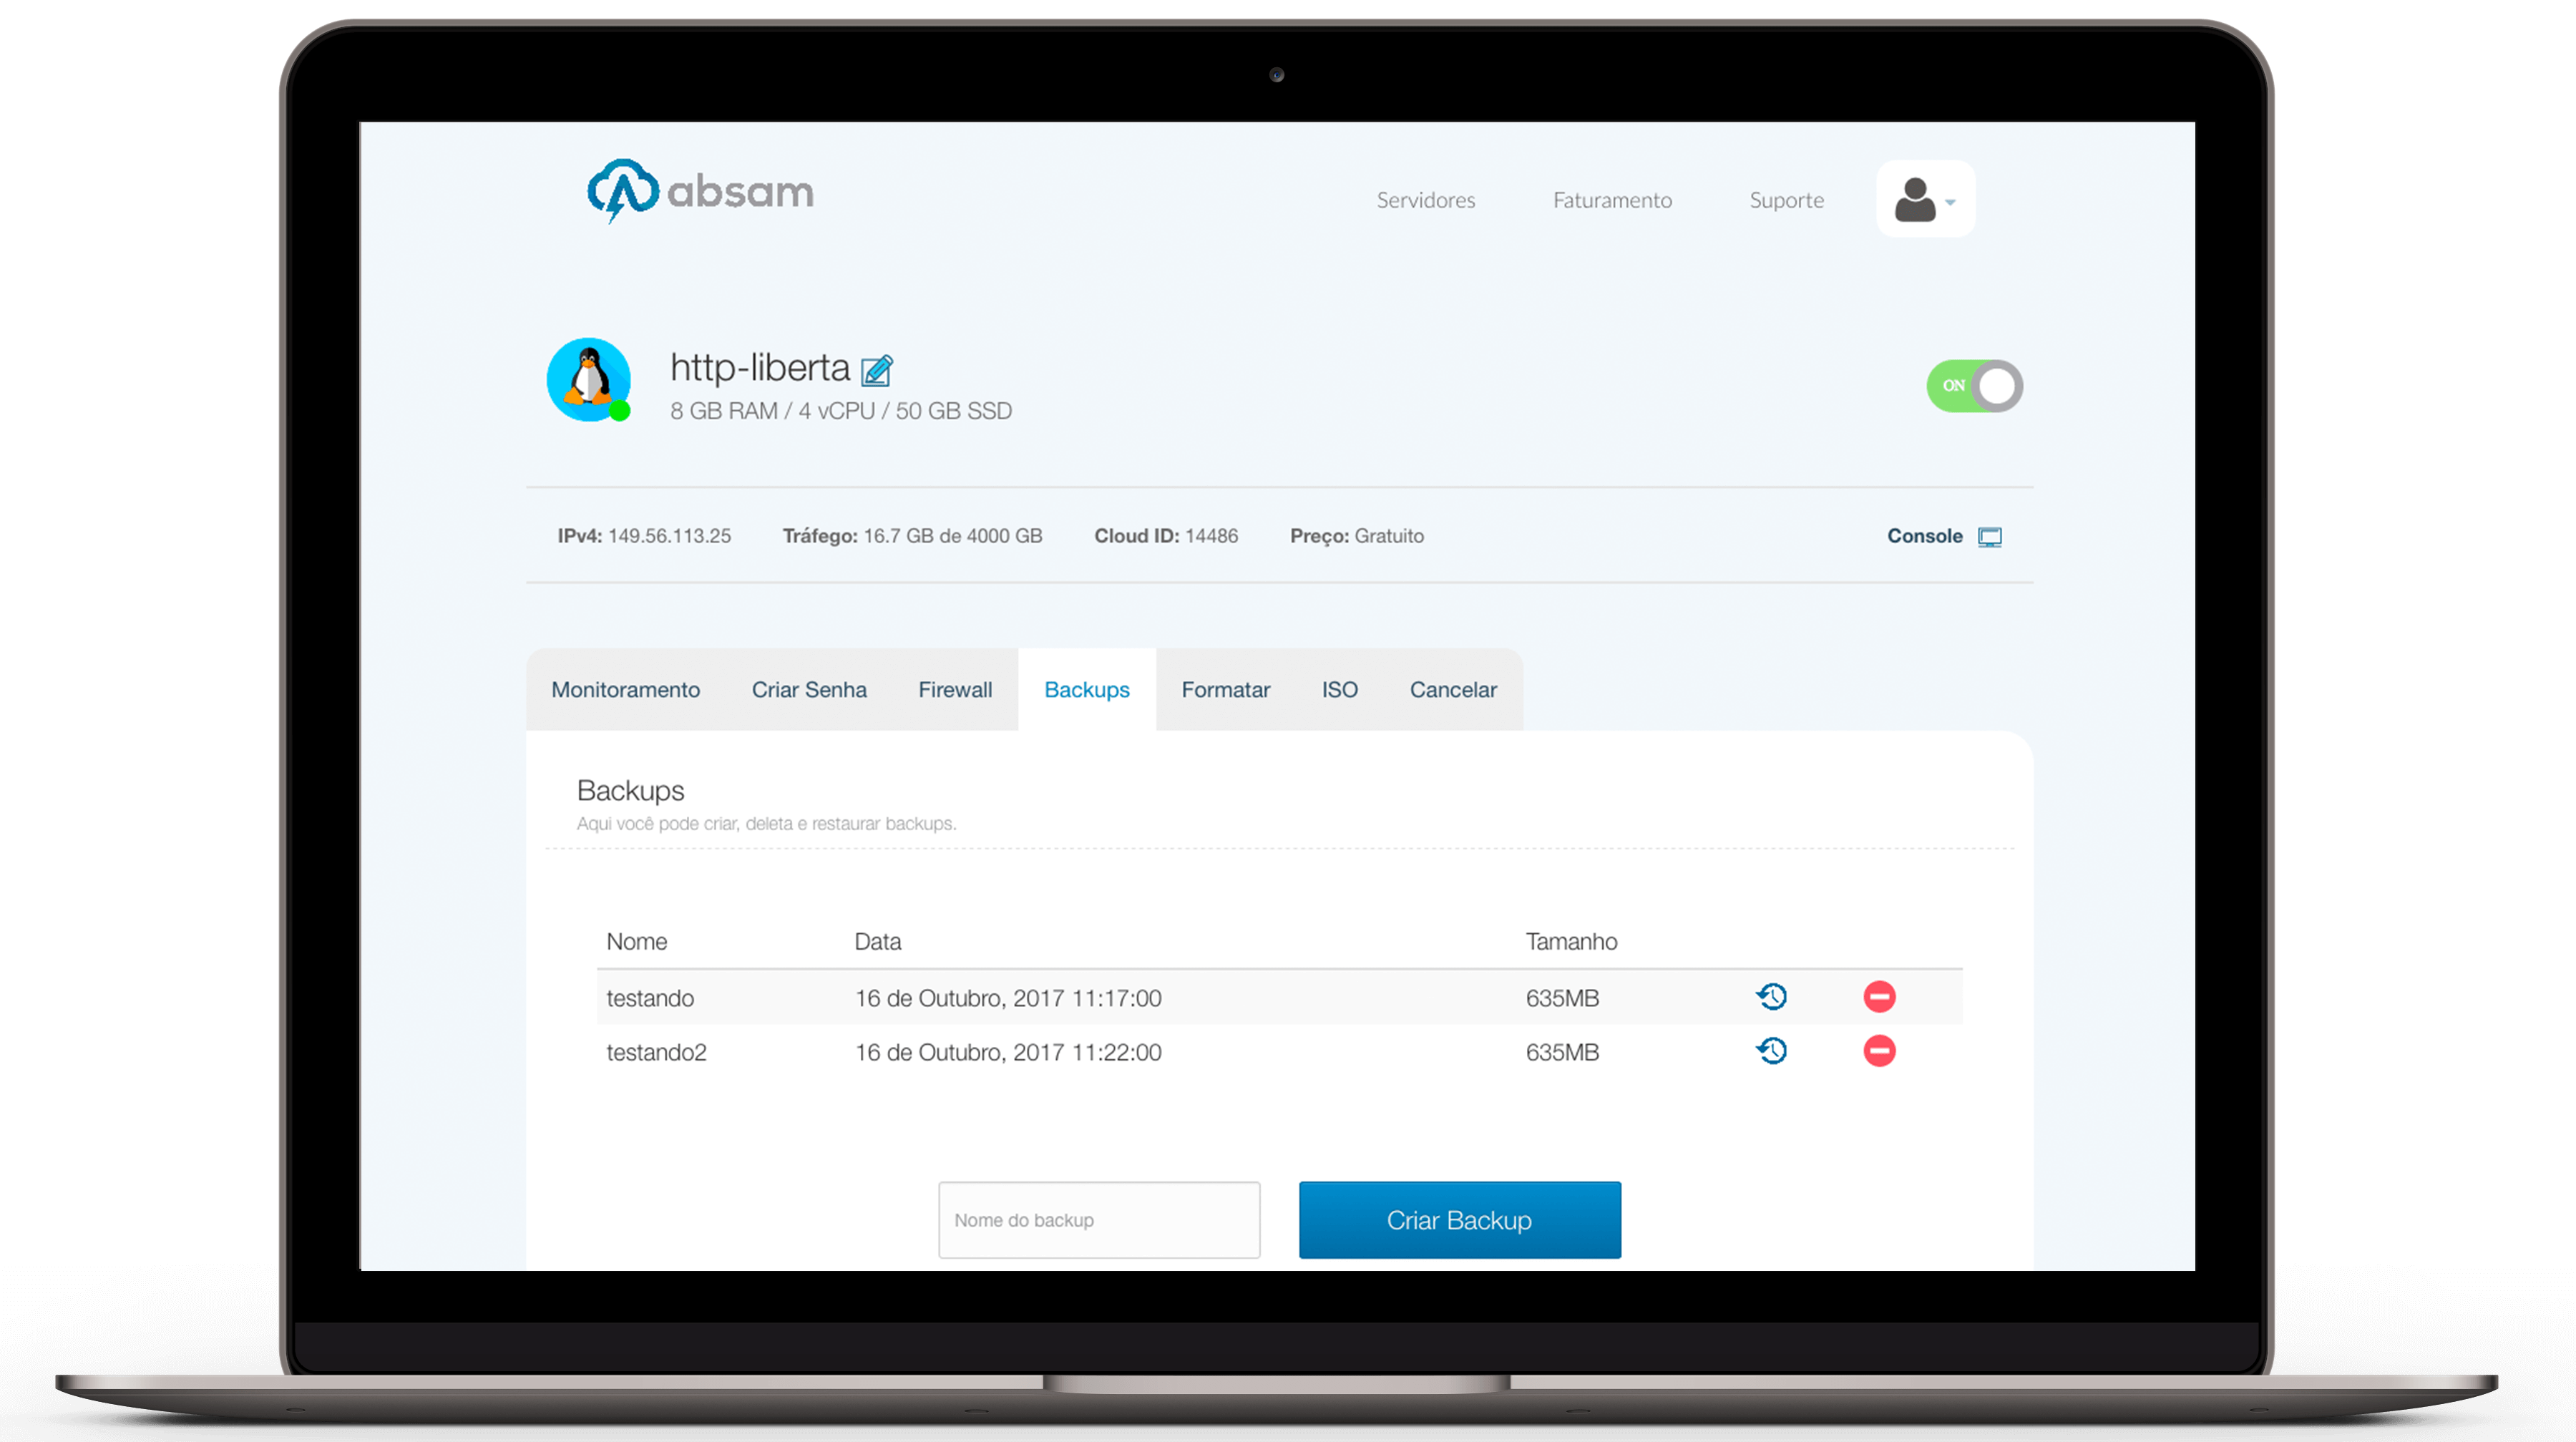 absam
Servidores Faturamento Suporte
http-liberta
8 GB RAM / 4 vCPU / 50 GB SSD
ON
IPv4: 149.56.113.25 Tráfego: 16.7 GB de 4000 GB Cloud ID: 14486 Preço: Gratuito Console
Monitoramento Criar Senha Firewall Backups Formatar ISO Cancelar
Backups
Aqui você pode criar, deleta e restaurar backups.
Nome Data Tamanho
testando 16 de Outubro, 2017 11:17:00 635MB
testando2 16 de Outubro, 2017 11:22:00 635MB
Nome do backup Criar Backup